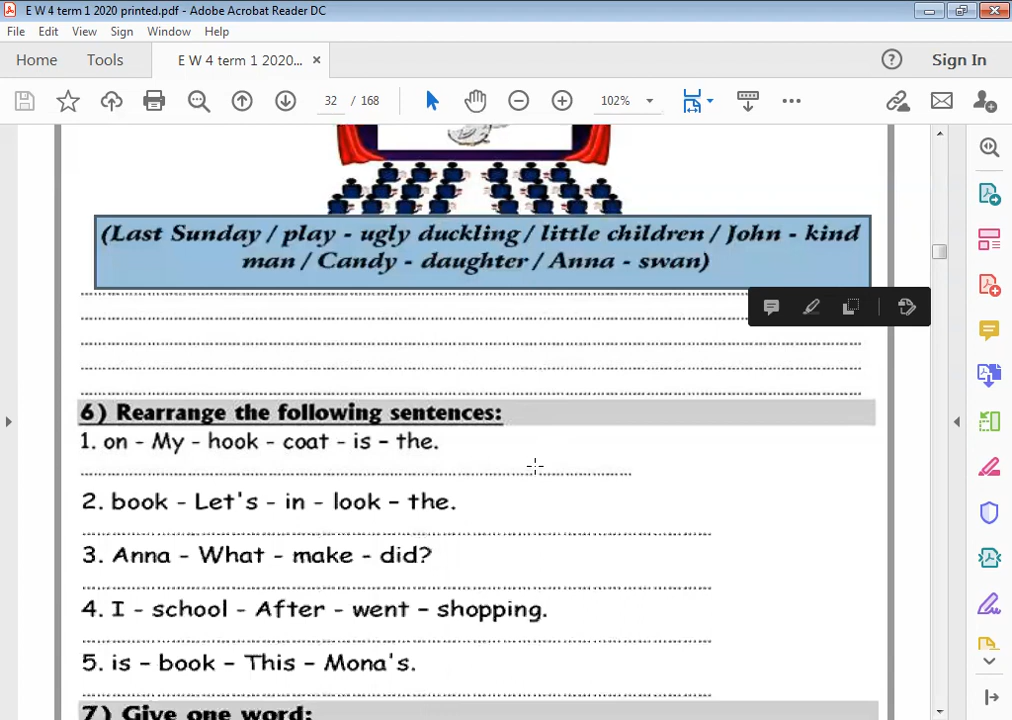 E W 4 term 1 2020 printed.pdf - Adobe Acrobat Reader DC
File Edit View Sign Window Help
Home Tools E W 4 term 1 2020... × Sign In
32 / 168 102%
(Last Sunday / play - ugly duckling / little children / John - kind
man / Candy - daughter / Anna - swan)
6) Rearrange the following sentences:
1. on - My - hook - coat - is – the.
2. book - Let's - in - look – the.
3. Anna - What - make - did?
4. I - school - After - went – shopping.
5. is – book – This – Mona's.
7) Give one word: